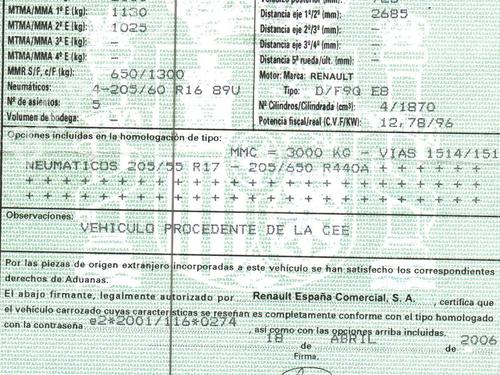 MTMA/MMA 1º E (kg): 1130
MTMA/MMA 2º E (kg): 1025
MTMA/MMA 3º E (kg): —
MTMA/MMA 4º E (kg): —
MMR S/F, c/F (kg): 650/1300
Neumáticos: 4-205/60 R16 89V
Nº de asientos: 5
Volumen de bodega: —
Distancia eje 1º/2º (mm): 2685
Distancia eje 2º/3º (mm): —
Distancia eje 3º/4º (mm): —
Distancia 5ª rueda/últ. (mm): —
Motor: Marca: RENAULT
Tipo: D/F9Q E8
Nº Cilindros/Cilindrada (cm³): 4/1870
Potencia fiscal/real (C.V.F/KW): 12,78/96
Opciones incluidas en la homologación de tipo:
MMC - 3000 KG - VIAS 1514/151
NEUMATICOS 205/55 R17 - 205/650 R440A + + + + + + +
+ + + + + + + + + + + + + + + + + + + + + + + + +
+ + + + + + + + + + + + + + + + + + + + + + + + +
Observaciones:
VEHICULO PROCEDENTE DE LA CEE
Por las piezas de origen extranjero incorporadas a este vehículo se han satisfecho los correspondientes
derechos de Aduanas.
El abajo firmante, legalmente autorizado por Renault España Comercial, S. A. , certifica que
el vehículo carrozado cuyas características se reseñan es completamente conforme con el tipo homologado
con la contraseña e2*2001/116*0274 , así como con las opciones arriba incluidas.
18 de ABRIL de 2006
Firma,